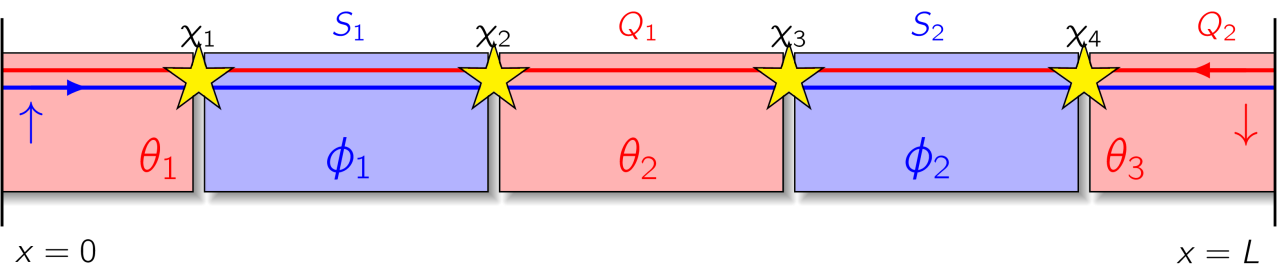 S₁ Q₁ S₂ Q₂
χ₁ χ₂ χ₃ χ₄
↑ ↓
θ₁ ϕ₁ θ₂ ϕ₂ θ₃
x = 0 x = L